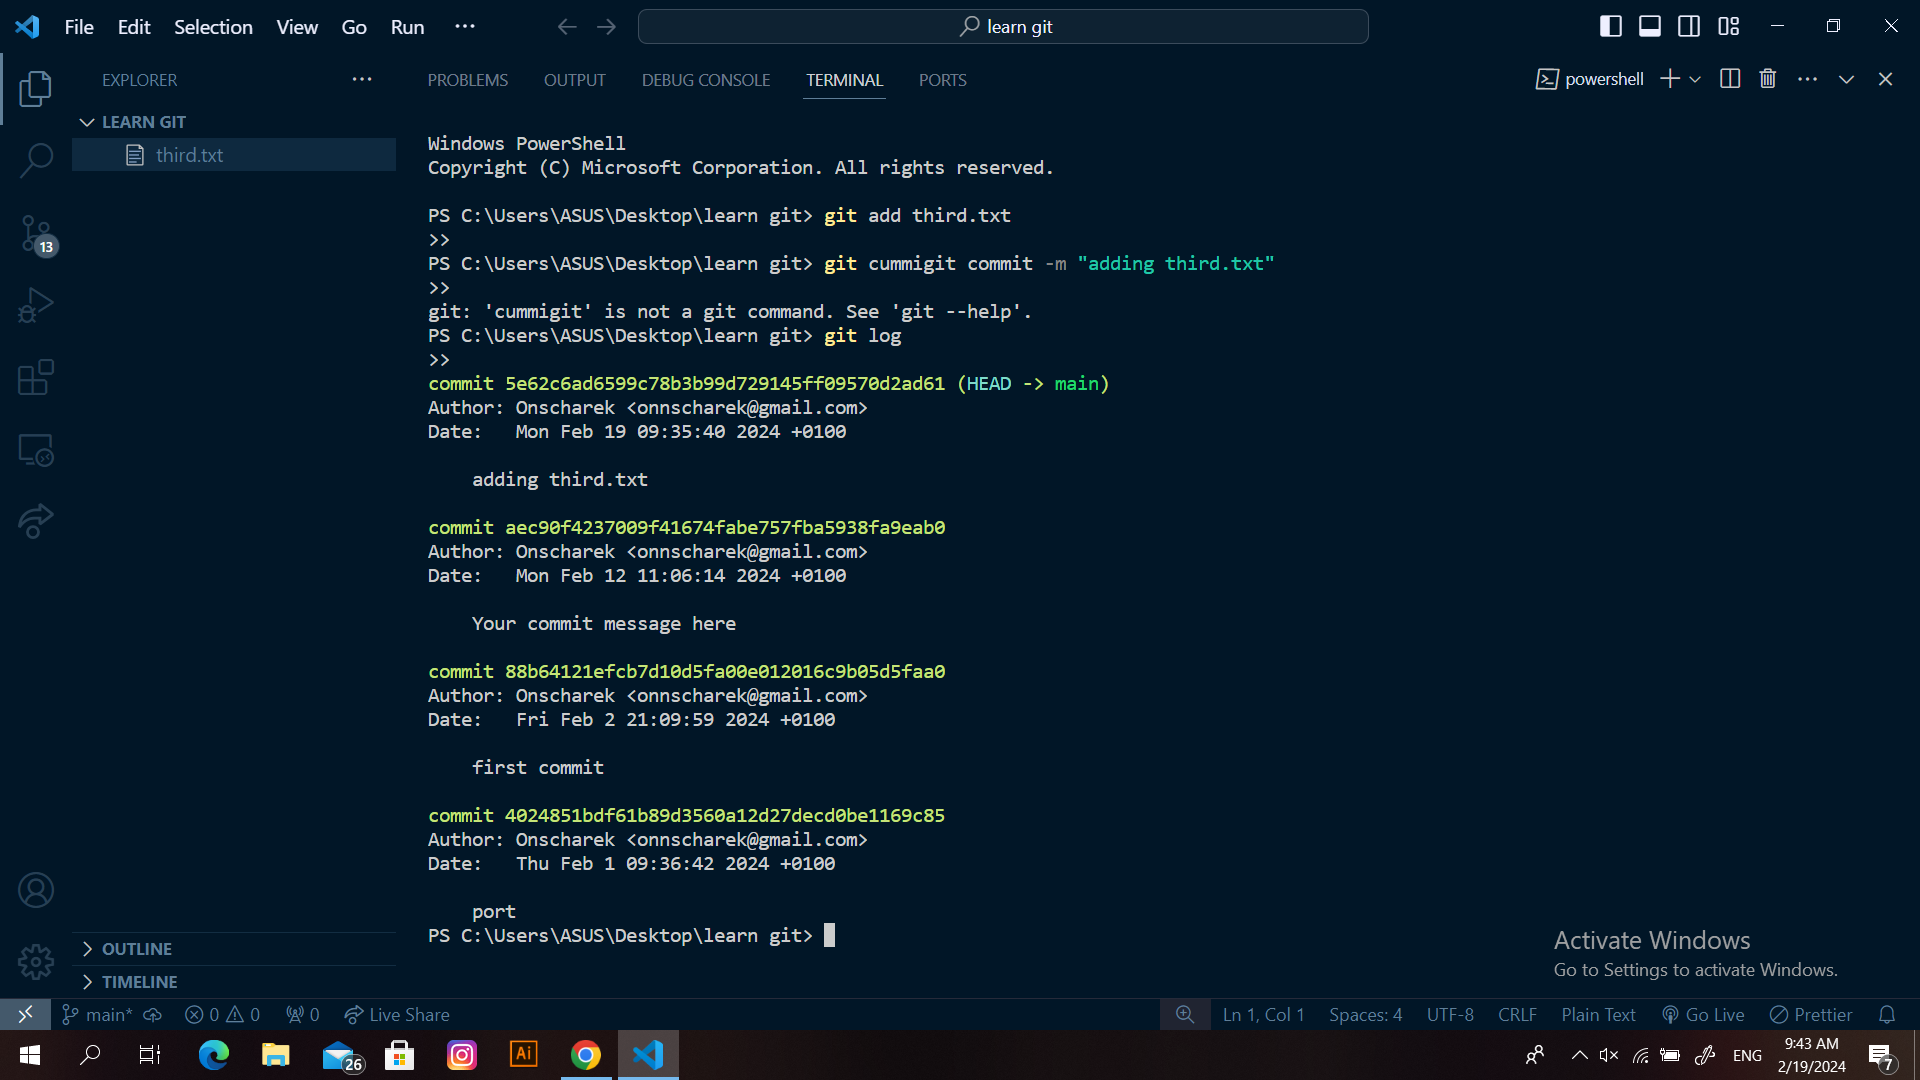 File Edit Selection View Go Run ...
learn git
EXPLORER ...
PROBLEMS OUTPUT DEBUG CONSOLE TERMINAL PORTS
powershell
LEARN GIT
third.txt
13
Windows PowerShell
Copyright (C) Microsoft Corporation. All rights reserved.
PS C:\Users\ASUS\Desktop\learn git> git add third.txt
>>
PS C:\Users\ASUS\Desktop\learn git> git cummigit commit -m "adding third.txt"
>>
git: 'cummigit' is not a git command. See 'git --help'.
PS C:\Users\ASUS\Desktop\learn git> git log
>>
commit 5e62c6ad6599c78b3b99d729145ff09570d2ad61 (HEAD -> main)
Author: Onscharek <onnscharek@gmail.com>
Date:   Mon Feb 19 09:35:40 2024 +0100
adding third.txt
commit aec90f4237009f41674fabe757fba5938fa9eab0
Author: Onscharek <onnscharek@gmail.com>
Date:   Mon Feb 12 11:06:14 2024 +0100
Your commit message here
commit 88b64121efcb7d10d5fa00e012016c9b05d5faa0
Author: Onscharek <onnscharek@gmail.com>
Date:   Fri Feb 2 21:09:59 2024 +0100
first commit
commit 4024851bdf61b89d3560a12d27decd0be1169c85
Author: Onscharek <onnscharek@gmail.com>
Date:   Thu Feb 1 09:36:42 2024 +0100
port
PS C:\Users\ASUS\Desktop\learn git>
OUTLINE
TIMELINE
Activate Windows
Go to Settings to activate Windows.
main* 0 0 0 Live Share
Ln 1, Col 1 Spaces: 4 UTF-8 CRLF Plain Text Go Live Prettier
26
Ai
ENG
9:43 AM
2/19/2024
7